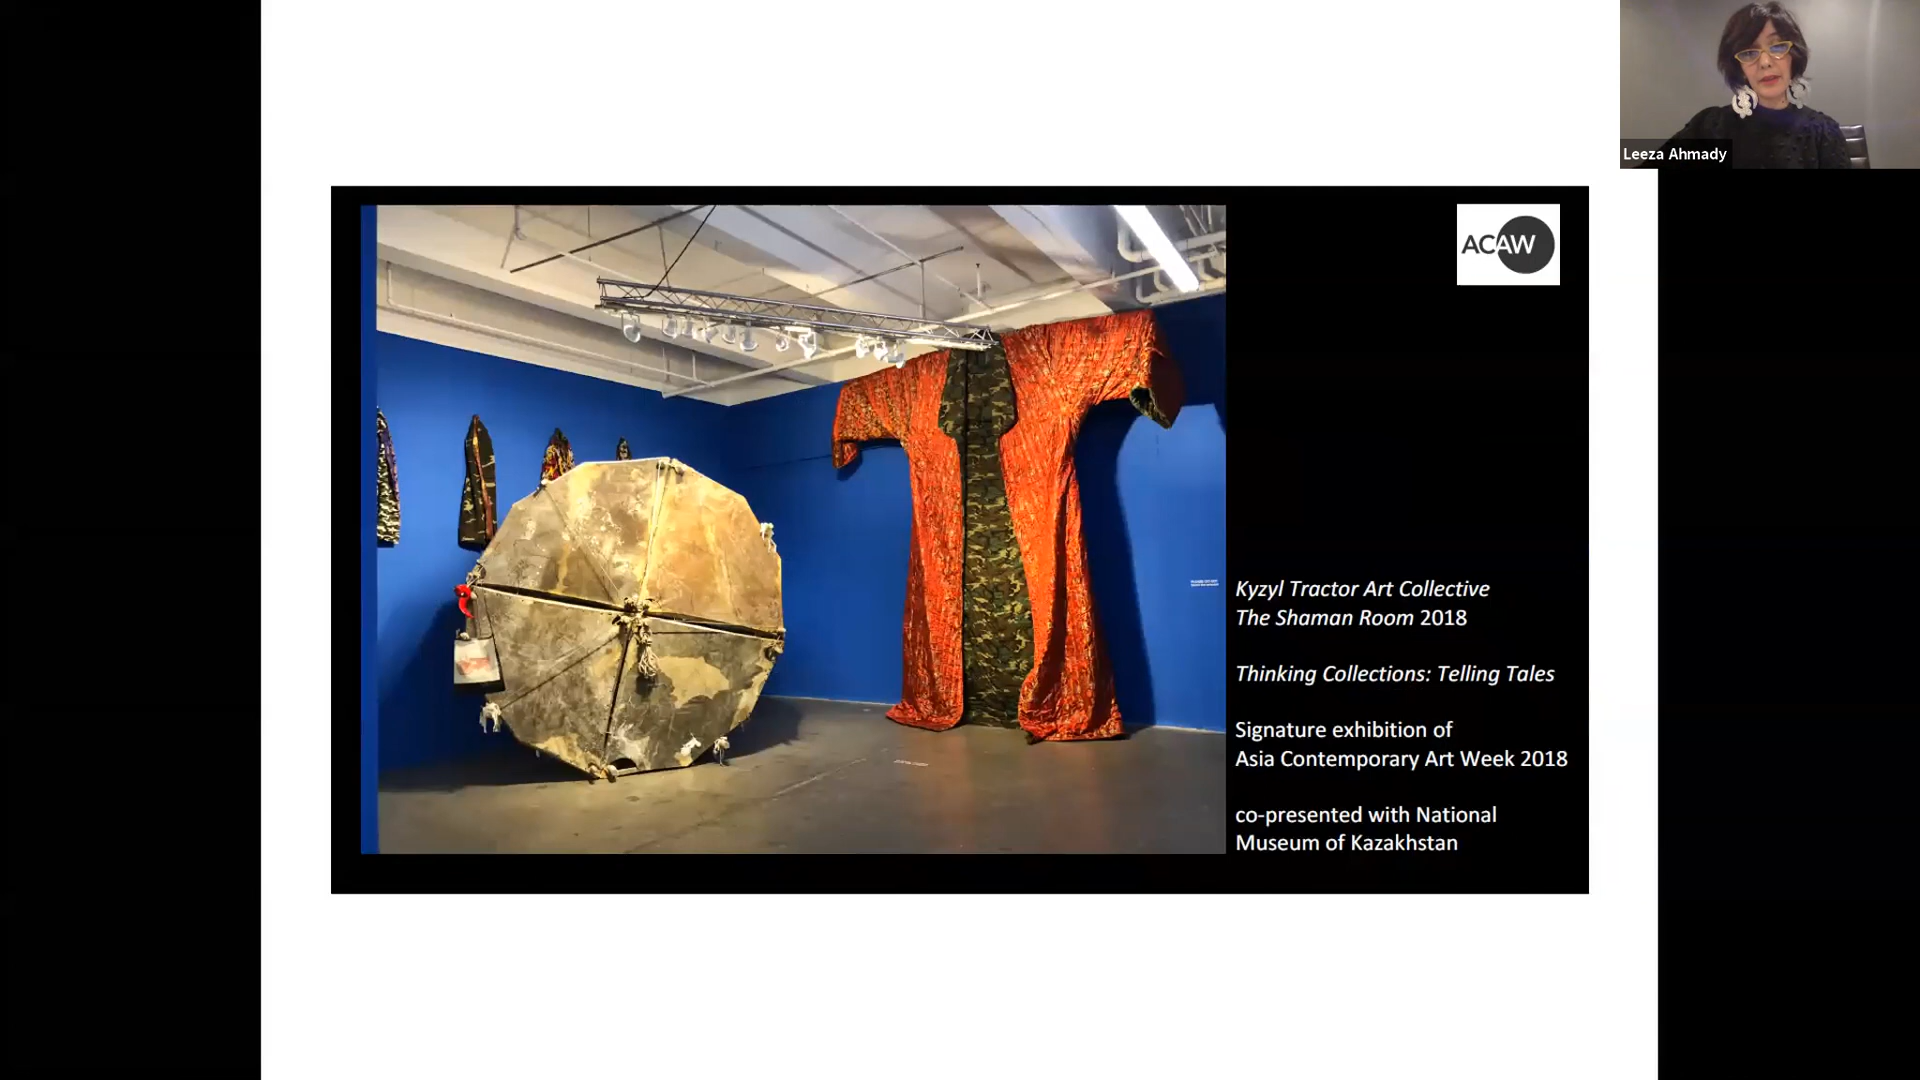 Leeza Ahmady
ACAW
Kyzyl Tractor Art Collective
The Shaman Room 2018
Thinking Collections: Telling Tales
Signature exhibition of
Asia Contemporary Art Week 2018
co-presented with National
Museum of Kazakhstan